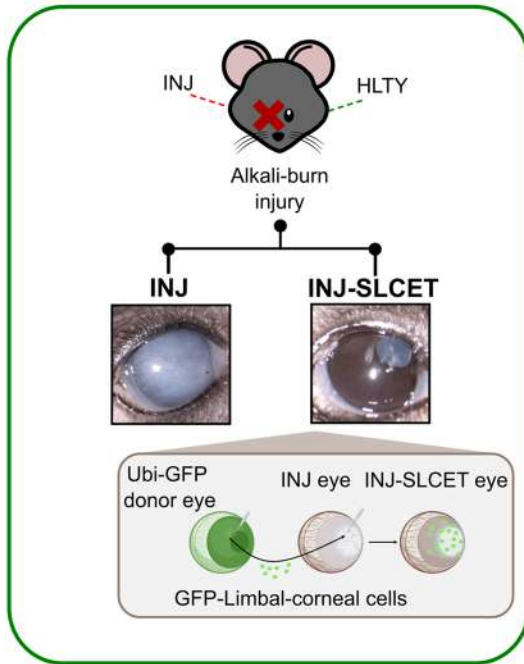 INJ
HLTY
Alkali-burn
injury
INJ
INJ-SLCET
Ubi-GFP
donor eye
INJ eye
INJ-SLCET eye
GFP-Limbal-corneal cells